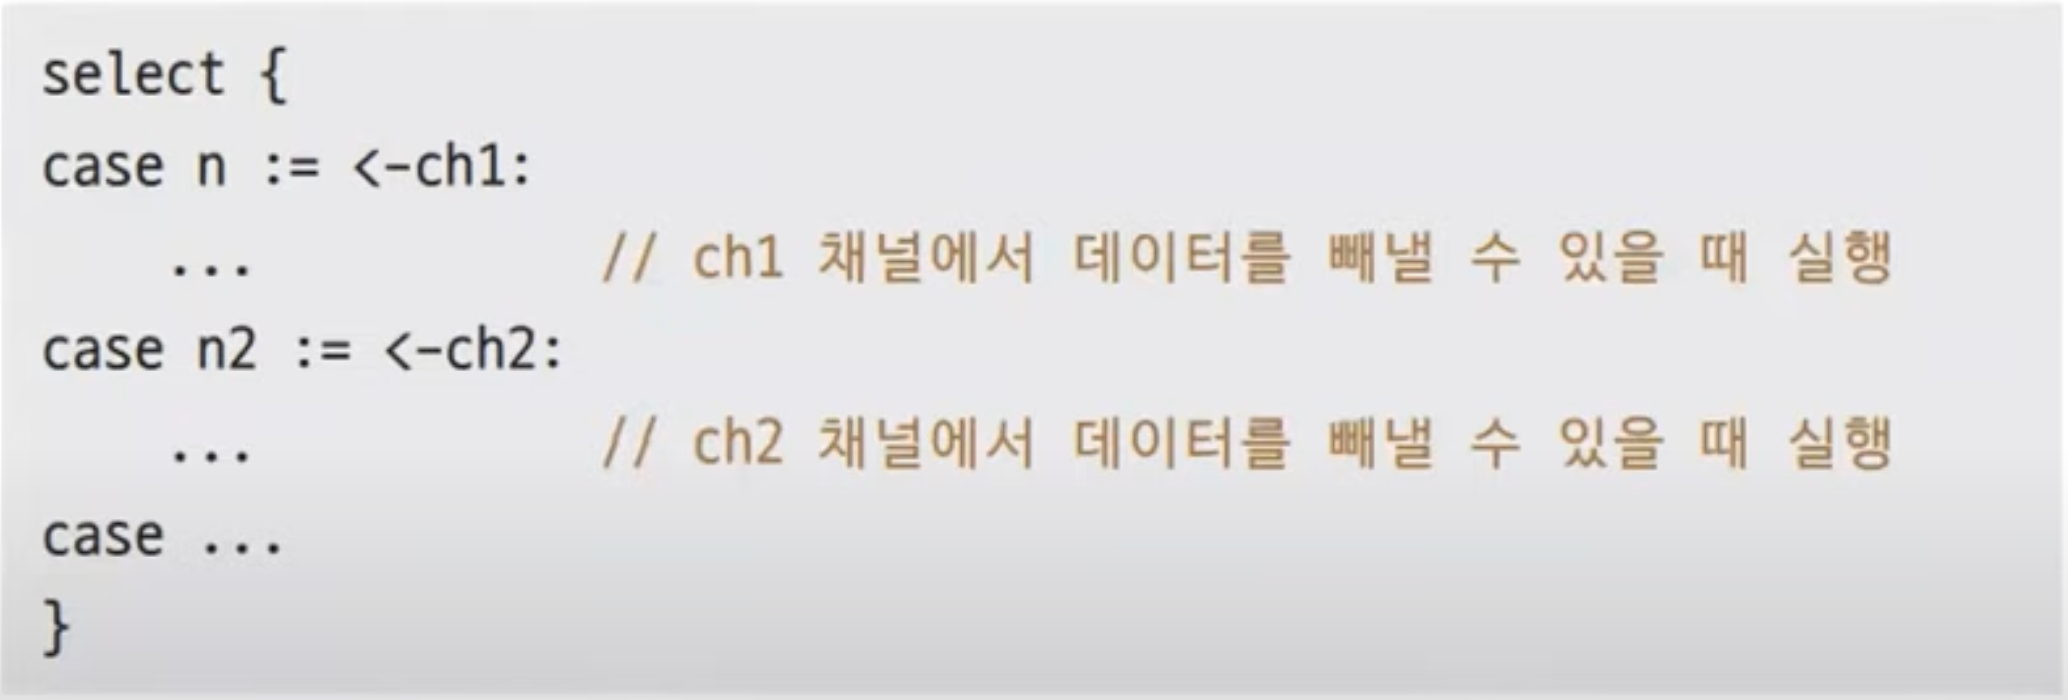 select {
case n := <-ch1:
... // ch1 채널에서 데이터를 빼낼 수 있을 때 실행
case n2 := <-ch2:
... // ch2 채널에서 데이터를 빼낼 수 있을 때 실행
case ...
}